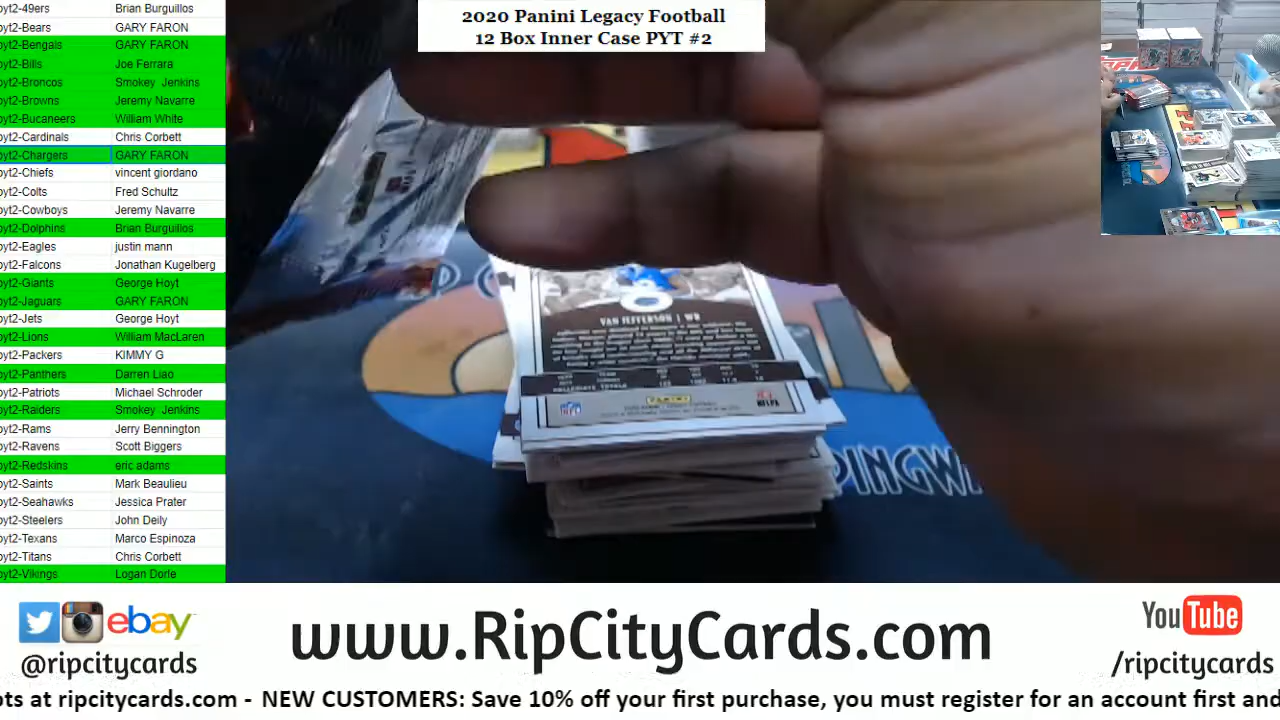 2020 Panini Legacy Football
12 Box Inner Case PYT #2
pyt2-49ers Brian Burguillos
pyt2-Bears GARY FARON
pyt2-Bengals GARY FARON
pyt2-Bills Joe Ferrara
pyt2-Broncos Smokey Jenkins
pyt2-Browns Jeremy Navarre
pyt2-Bucaneers William White
pyt2-Cardinals Chris Corbett
pyt2-Chargers GARY FARON
pyt2-Chiefs vincent giordano
pyt2-Colts Fred Schultz
pyt2-Cowboys Jeremy Navarre
pyt2-Dolphins Brian Burguillos
pyt2-Eagles justin mann
pyt2-Falcons Jonathan Kugelberg
pyt2-Giants George Hoyt
pyt2-Jaguars GARY FARON
pyt2-Jets George Hoyt
pyt2-Lions William MacLaren
pyt2-Packers KIMMY G
pyt2-Panthers Darren Liao
pyt2-Patriots Michael Schroder
pyt2-Raiders Smokey Jenkins
pyt2-Rams Jerry Bennington
pyt2-Ravens Scott Biggers
pyt2-Redskins eric adams
pyt2-Saints Mark Beaulieu
pyt2-Seahawks Jessica Prater
pyt2-Steelers John Deily
pyt2-Texans Marco Espinoza
pyt2-Titans Chris Corbett
pyt2-Vikings Logan Dorle
VAN JEFFERSON | WR
PANINI
NFL
DINGW
ebay
@ripcitycards
www.RipCityCards.com
YouTube
/ripcitycards
ots at ripcitycards.com - NEW CUSTOMERS: Save 10% off your first purchase, you must register for an account first and